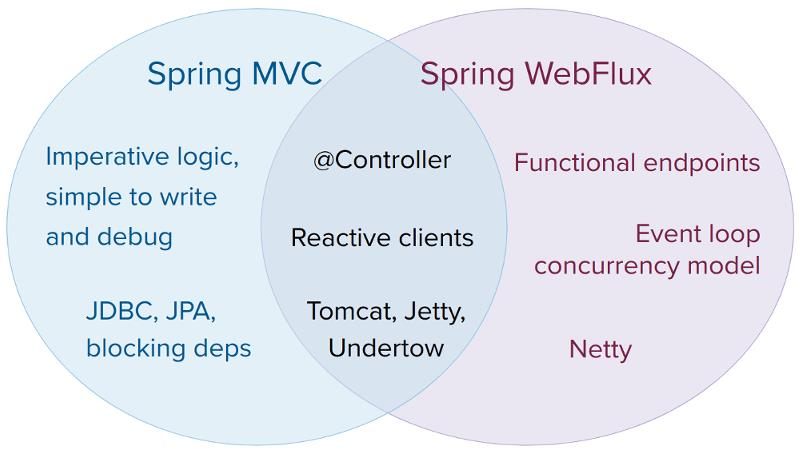 Spring MVC
Spring WebFlux
Imperative logic,
simple to write
and debug
JDBC, JPA,
blocking deps
@Controller
Reactive clients
Tomcat, Jetty,
Undertow
Functional endpoints
Event loop
concurrency model
Netty